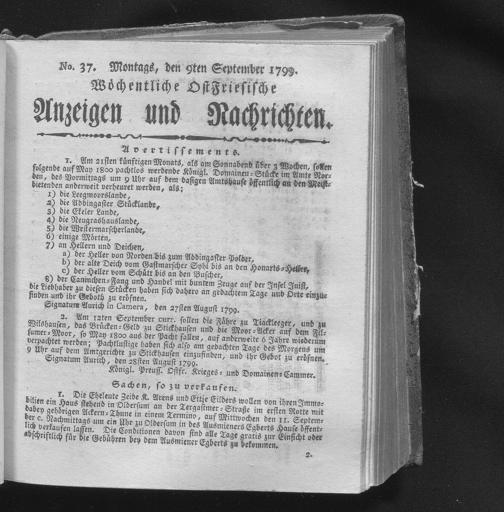 No. 37. Montags, den 9ten September 1799.
Wöchentliche OstFriesische
Anzeigen und Nachrichten.
Avertissements.
1. Am 21sten künftigen Monats, als am Sonnabend über 3 Wochen, sollen
folgende auf May 1800 pachtlos werdende Königl. Domainen-Stücke im Amte Nor-
den, des Vormittags um 9 Uhr auf dem dasigen Amthause öffentlich an den Meist-
bietenden anderweit verheuret werden, als:
1) die Leegmoorslande,
2) die Addingaster Stücklande,
3) die Ekeler Lande,
4) die Neugrashauslande,
5) die Westermarscherlande,
6) einige Mörten,
7) an Hellern und Deichen,
a) der Heller von Norden bis zum Addingaster Polder,
b) der alte Deich vom Gastmarscher Syhl bis an den Honarts-Heller,
c) der Heller vom Schült bis an den Buscher,
8) der Caninchen-Fang und Handel mit buntem Zeuge auf der Insel Juist,
die Liebhaber zu diesen Stücken haben sich dahero an gedachtem Tage und Orte einzu-
finden und ihr Geboth zu eröfnen.
Signatum Aurich in Camera, den 27sten August 1799.
2. Am 12ten September curr. sollen die Fähre zu Tiackleeger, und zu
Wilshausen, das Brücken-Geld zu Stickhausen und die Moor-Aecker auf dem Fil-
sumer-Moor, so May 1800 aus der Pacht fallen, auf anderweite 6 Jahre wiederum
verpachtet werden; Pachtlustige haben sich also am gedachten Tage des Morgens um
9 Uhr auf dem Amtgericht zu Stickhausen einzufinden, und ihr Gebot zu eröfnen.
Signatum Aurich, den 28sten August 1799.
Königl. Preuss. Ostfr. Krieges- und Domainen-Cammer.
Sachen, so zu verkaufen.
1. Die Eheleute Zeide K. Arens und Ettje Eilders wollen von ihren Immo-
bilien ein Haus stehend in Oldersum an der Tergaster-Straße im ersten Rotte mit
dabey gehörigen Aeckern-Thune in einem Termino, auf Mittwochen den 11. Septem-
ber c. Nachmittags um ein Uhr zu Oldersum in des Ausmieners Egberts Hause öffent-
lich verkaufen lassen. Die Conditionen davon sind alle Tage gratis zur Einsicht oder
abschriftlich für die Gebühren bey dem Ausmiener Egberts zu bekommen.
2.